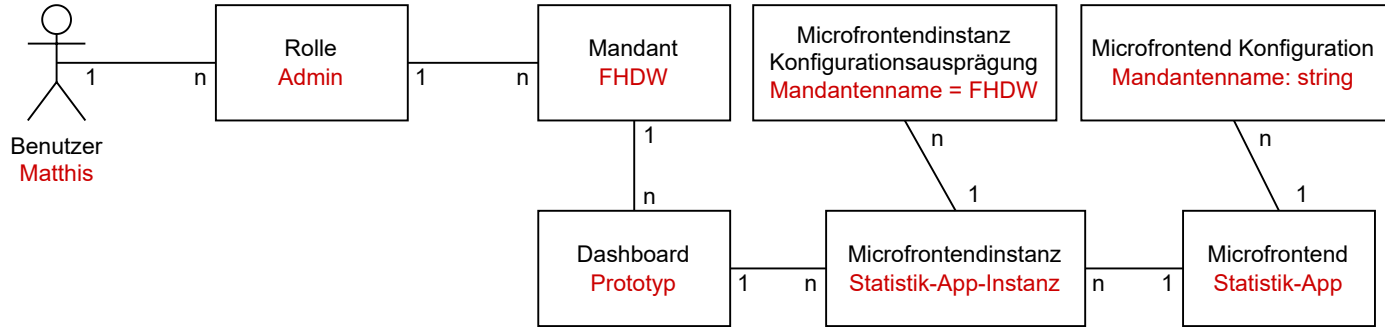 Benutzer
Matthis
1
n
Rolle
Admin
1
n
Mandant
FHDW
1
n
Dashboard
Prototyp
1
n
Microfrontendinstanz
Konfigurationsausprägung
Mandantenname = FHDW
n
1
Microfrontendinstanz
Statistik-App-Instanz
n
1
Microfrontend Konfiguration
Mandantenname: string
n
1
Microfrontend
Statistik-App